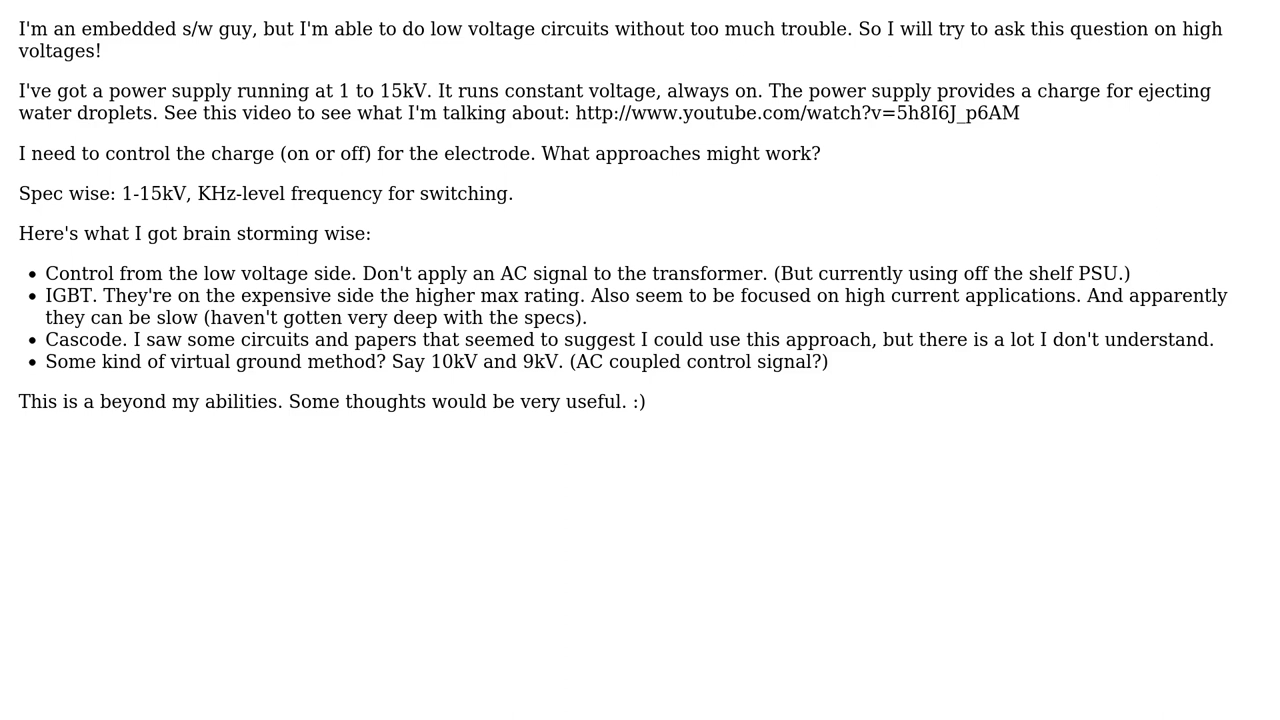 I'm an embedded s/w guy, but I'm able to do low voltage circuits without too much trouble. So I will try to ask this question on high
voltages!
I've got a power supply running at 1 to 15kV. It runs constant voltage, always on. The power supply provides a charge for ejecting
water droplets. See this video to see what I'm talking about: http://www.youtube.com/watch?v=5h8I6J_p6AM
I need to control the charge (on or off) for the electrode. What approaches might work?
Spec wise: 1-15kV, KHz-level frequency for switching.
Here's what I got brain storming wise:
• Control from the low voltage side. Don't apply an AC signal to the transformer. (But currently using off the shelf PSU.)
• IGBT. They're on the expensive side the higher max rating. Also seem to be focused on high current applications. And apparently
they can be slow (haven't gotten very deep with the specs).
• Cascode. I saw some circuits and papers that seemed to suggest I could use this approach, but there is a lot I don't understand.
• Some kind of virtual ground method? Say 10kV and 9kV. (AC coupled control signal?)
This is a beyond my abilities. Some thoughts would be very useful. :)